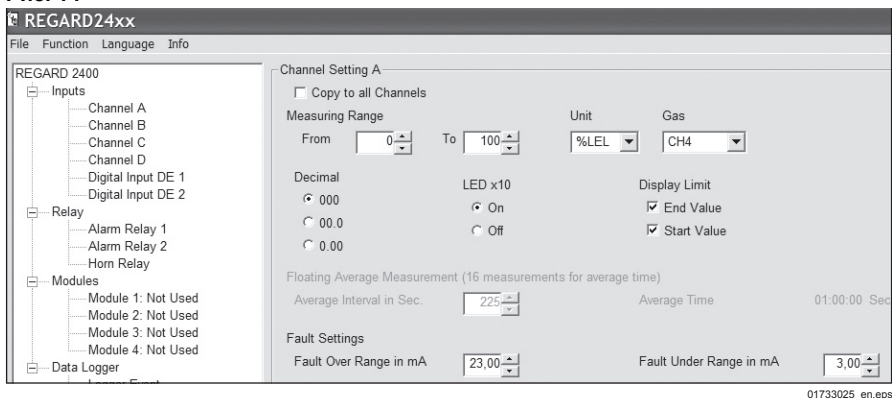 REGARD24xx
File Function Language Info
REGARD 2400
Inputs
Channel A
Channel B
Channel C
Channel D
Digital Input DE 1
Digital Input DE 2
Relay
Alarm Relay 1
Alarm Relay 2
Horn Relay
Modules
Module 1: Not Used
Module 2: Not Used
Module 3: Not Used
Module 4: Not Used
Data Logger
Channel Setting A
Copy to all Channels
Measuring Range Unit Gas
From 0 To 100 %LEL CH4
Decimal LED x10 Display Limit
000 On End Value
00.0 Off Start Value
0.00
Floating Average Measurement (16 measurements for average time)
Average Interval in Sec. 225 Average Time 01:00:00 Sec
Fault Settings
Fault Over Range in mA 23,00 Fault Under Range in mA 3,00
01733025_en.eps